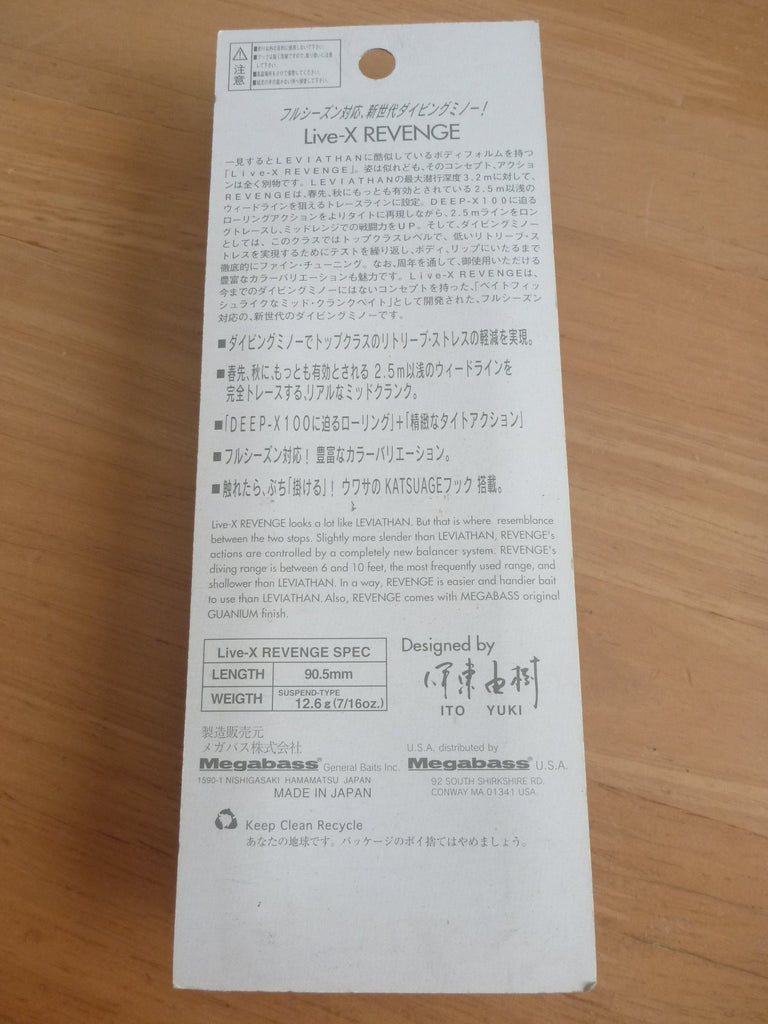 注意
■釣り以外の目的に使用しないで下さい。
フルシーズン対応、新世代ダイビングミノー!
Live-X REVENGE
一見するとLEVIATHANに酷似しているボディフォルムを持つ
「Live-X REVENGE」。姿は似れども、そのコンセプト、アクショ
ンは全く別物です。LEVIATHANの最大潜行深度3.2mに対して、
REVENGEは、春先、秋にもっとも有効とされている2.5m以浅の
ウィードラインを狙えるトレースラインに設定。DEEP-X100に迫る
ローリングアクションをよりタイトに再現しながら、2.5mラインをロン
グトレースし、ミッドレンジでの戦闘力をUP。そして、ダイビングミノー
としては、このクラスではトップクラスレベルで、低いリトリーブ・ス
トレスを実現するためにテストを繰り返し、ボディ、リップにいたるまで
徹底的にファイン・チューニング。なお、周年を通して、御使用いただける
豊富なカラーバリエーションも魅力です。Live-X REVENGEは、
今までのダイビングミノーにはないコンセプトを持った、「ベイトフィッ
シュライクなミッド・クランクベイト」として開発された、フルシーズン
対応の、新世代のダイビングミノーです。
■ダイビングミノーでトップクラスのリトリーブ・ストレスの軽減を実現。
■春先、秋に、もっとも有効とされる 2.5m以浅のウィードラインを
完全トレースする、リアルなミッドクランク。
■「DEEP-X100に迫るローリング」+「精緻なタイトアクション」
■フルシーズン対応! 豊富なカラーバリエーション。
■触れたら、ぶち「掛ける」! ウワサの KATSUAGEフック 搭載。
Live-X REVENGE looks a lot like LEVIATHAN. But that is where resemblance
between the two stops. Slightly more slender than LEVIATHAN, REVENGE's
actions are controlled by a completely new balancer system. REVENGE's
diving range is between 6 and 10 feet, the most frequently used range, and
shallower than LEVIATHAN. In a way, REVENGE is easier and handier bait
to use than LEVIATHAN. Also, REVENGE comes with MEGABASS original
GUANIUM finish.
Live-X REVENGE SPEC
LENGTH 90.5mm
WEIGTH SUSPEND-TYPE 12.6g(7/16oz.)
Designed by
伊東由樹
ITO YUKI
製造販売元
メガバス株式会社
Megabass General Baits Inc.
1590-1 NISHIGASAKI HAMAMATSU JAPAN
MADE IN JAPAN
U.S.A. distributed by
Megabass U.S.A.
92 SOUTH SHIRKSHIRE RD.
CONWAY MA 01341 USA.
Keep Clean Recycle
あなたの地球です。パッケージのポイ捨てはやめましょう。